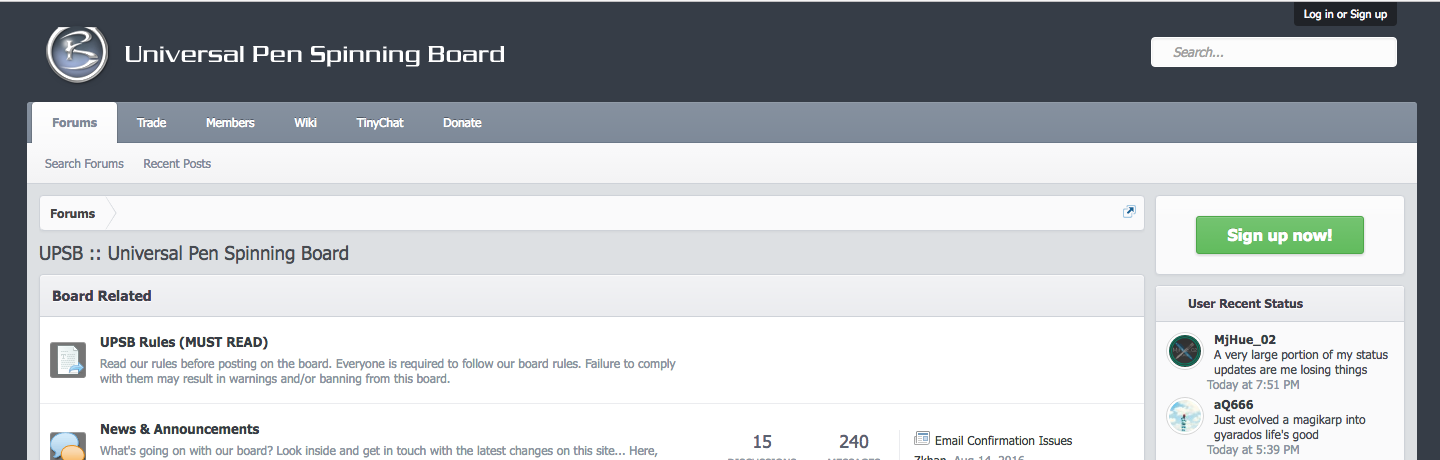 Log in or Sign up
Universal Pen Spinning Board
Search...
Forums
Trade
Members
Wiki
TinyChat
Donate
Search Forums
Recent Posts
Forums
Sign up now!
UPSB :: Universal Pen Spinning Board
Board Related
UPSB Rules (MUST READ)
Read our rules before posting on the board. Everyone is required to follow our board rules. Failure to comply
with them may result in warnings and/or banning from this board.
News & Announcements
What's going on with our board? Look inside and get in touch with the latest changes on this site... Here,
15
DISCUSSIONS
240
MESSAGES
Email Confirmation Issues
Zkhan, Aug 14, 2016
User Recent Status
MjHue_02
A very large portion of my status
updates are me losing things
Today at 7:51 PM
aQ666
Just evolved a magikarp into
gyarados life's good
Today at 5:39 PM